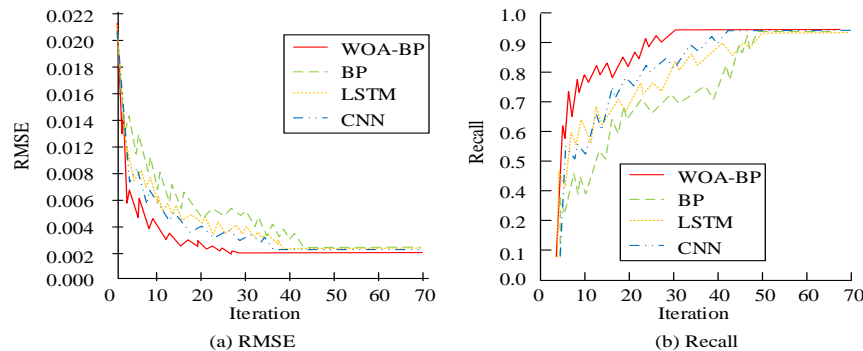 0.022
0.020
0.018
0.016
0.014
0.012
0.010
0.008
0.006
0.004
0.002
0.000
RMSE
WOA-BP
BP
LSTM
CNN
0 10 20 30 40 50 60 70
Iteration
(a) RMSE
1.0
0.9
0.8
0.7
0.6
0.5
0.4
0.2
0.1
0.0
Recall
WOA-BP
BP
LSTM
CNN
0 10 20 30 40 50 60 70
Iteration
(b) Recall